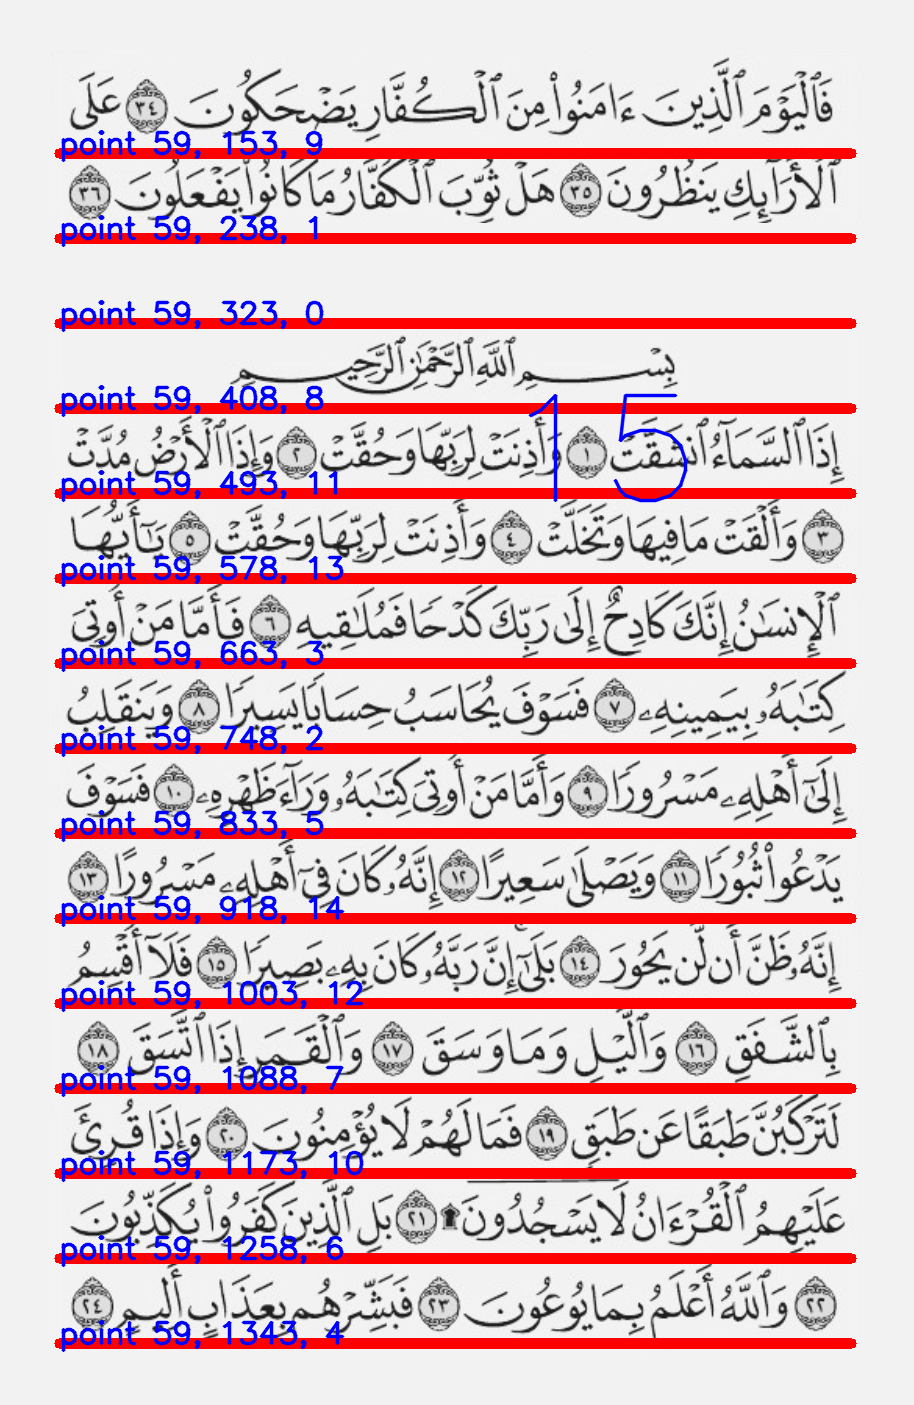 فَٱلْيَوْمَ ٱلَّذِينَ ءَامَنُوا۟ مِنَ ٱلْكُفَّارِ يَضْحَكُونَ ٣٤ عَلَى
point 59, 153, 9
ٱلْأَرَآئِكِ يَنظُرُونَ ٣٥ هَلْ ثُوِّبَ ٱلْكُفَّارُ مَا كَانُوا۟ يَفْعَلُونَ ٣٦
point 59, 238, 1
point 59, 323, 0
بِسْمِ ٱللَّهِ ٱلرَّحْمَٰنِ ٱلرَّحِيمِ
point 59, 408, 8
15
إِذَا ٱلسَّمَآءُ ٱنشَقَّتْ ١ وَأَذِنَتْ لِرَبِّهَا وَحُقَّتْ ٢ وَإِذَا ٱلْأَرْضُ مُدَّتْ
point 59, 493, 11
٣ وَأَلْقَتْ مَا فِيهَا وَتَخَلَّتْ ٤ وَأَذِنَتْ لِرَبِّهَا وَحُقَّتْ ٥ يَٰٓأَيُّهَا
point 59, 578, 13
ٱلْإِنسَٰنُ إِنَّكَ كَادِحٌ إِلَىٰ رَبِّكَ كَدْحًا فَمُلَٰقِيهِ ٦ فَأَمَّا مَنْ أُوتِىَ
point 59, 663, 3
كِتَٰبَهُۥ بِيَمِينِهِۦ ٧ فَسَوْفَ يُحَاسَبُ حِسَابًا يَسِيرًا ٨ وَيَنقَلِبُ
point 59, 748, 2
إِلَىٰٓ أَهْلِهِۦ مَسْرُورًا ٩ وَأَمَّا مَنْ أُوتِىَ كِتَٰبَهُۥ وَرَآءَ ظَهْرِهِۦ ١٠ فَسَوْفَ
point 59, 833, 5
يَدْعُوا۟ ثُبُورًا ١١ وَيَصْلَىٰ سَعِيرًا ١٢ إِنَّهُۥ كَانَ فِىٓ أَهْلِهِۦ مَسْرُورًا ١٣
point 59, 918, 14
إِنَّهُۥ ظَنَّ أَن لَّن يَحُورَ ١٤ بَلَىٰٓ إِنَّ رَبَّهُۥ كَانَ بِهِۦ بَصِيرًا ١٥ فَلَآ أُقْسِمُ
point 59, 1003, 12
بِٱلشَّفَقِ ١٦ وَٱلَّيْلِ وَمَا وَسَقَ ١٧ وَٱلْقَمَرِ إِذَا ٱتَّسَقَ ١٨
point 59, 1088, 7
لَتَرْكَبُنَّ طَبَقًا عَن طَبَقٍ ١٩ فَمَا لَهُمْ لَا يُؤْمِنُونَ ٢٠ وَإِذَا قُرِئَ
point 59, 1173, 10
عَلَيْهِمُ ٱلْقُرْءَانُ لَا يَسْجُدُونَ ۩ ٢١ بَلِ ٱلَّذِينَ كَفَرُوا۟ يُكَذِّبُونَ
point 59, 1258, 6
٢٢ وَٱللَّهُ أَعْلَمُ بِمَا يُوعُونَ ٢٣ فَبَشِّرْهُم بِعَذَابٍ أَلِيمٍ ٢٤
point 59, 1343, 4